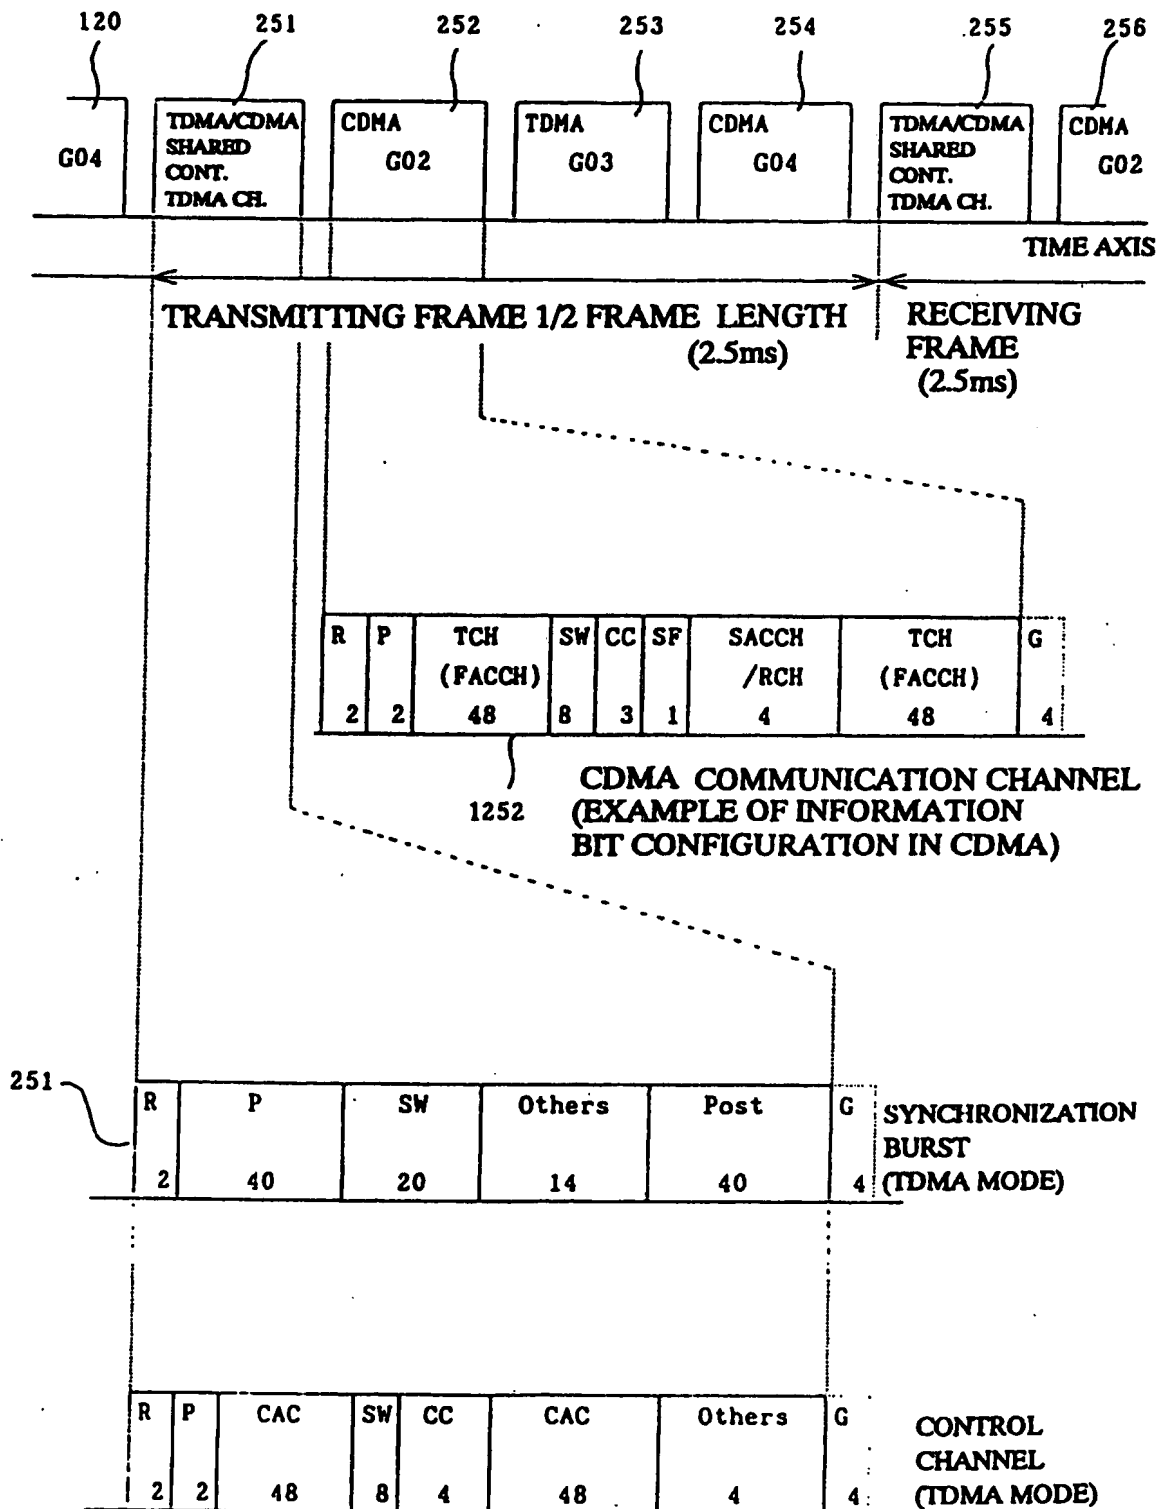 120 251 252 253 254 255 256
G04
TDMA/CDMA
SHARED
CONT.
TDMA CH.
CDMA
G02
TDMA
G03
CDMA
G04
TDMA/CDMA
SHARED
CONT.
TDMA CH.
CDMA
G02
TIME AXIS
TRANSMITTING FRAME 1/2 FRAME LENGTH
(2.5ms)
RECEIVING
FRAME
(2.5ms)
R P TCH SW CC SF SACCH TCH G
(FACCH) /RCH (FACCH)
2 2 48 8 3 1 4 48 4
1252
CDMA COMMUNICATION CHANNEL
(EXAMPLE OF INFORMATION
BIT CONFIGURATION IN CDMA)
251
R P SW Others Post G
2 40 20 14 40 4
SYNCHRONIZATION
BURST
(TDMA MODE)
R P CAC SW CC CAC Others G
2 2 48 8 4 48 4 4
CONTROL
CHANNEL
(TDMA MODE)